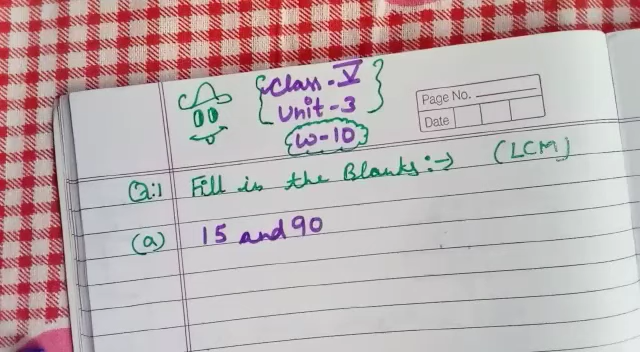 Class - V
Unit - 3
W-10
Page No.
Date
Q:1 Fill in the Blanks:→ (LCM)
(a) 15 and 90